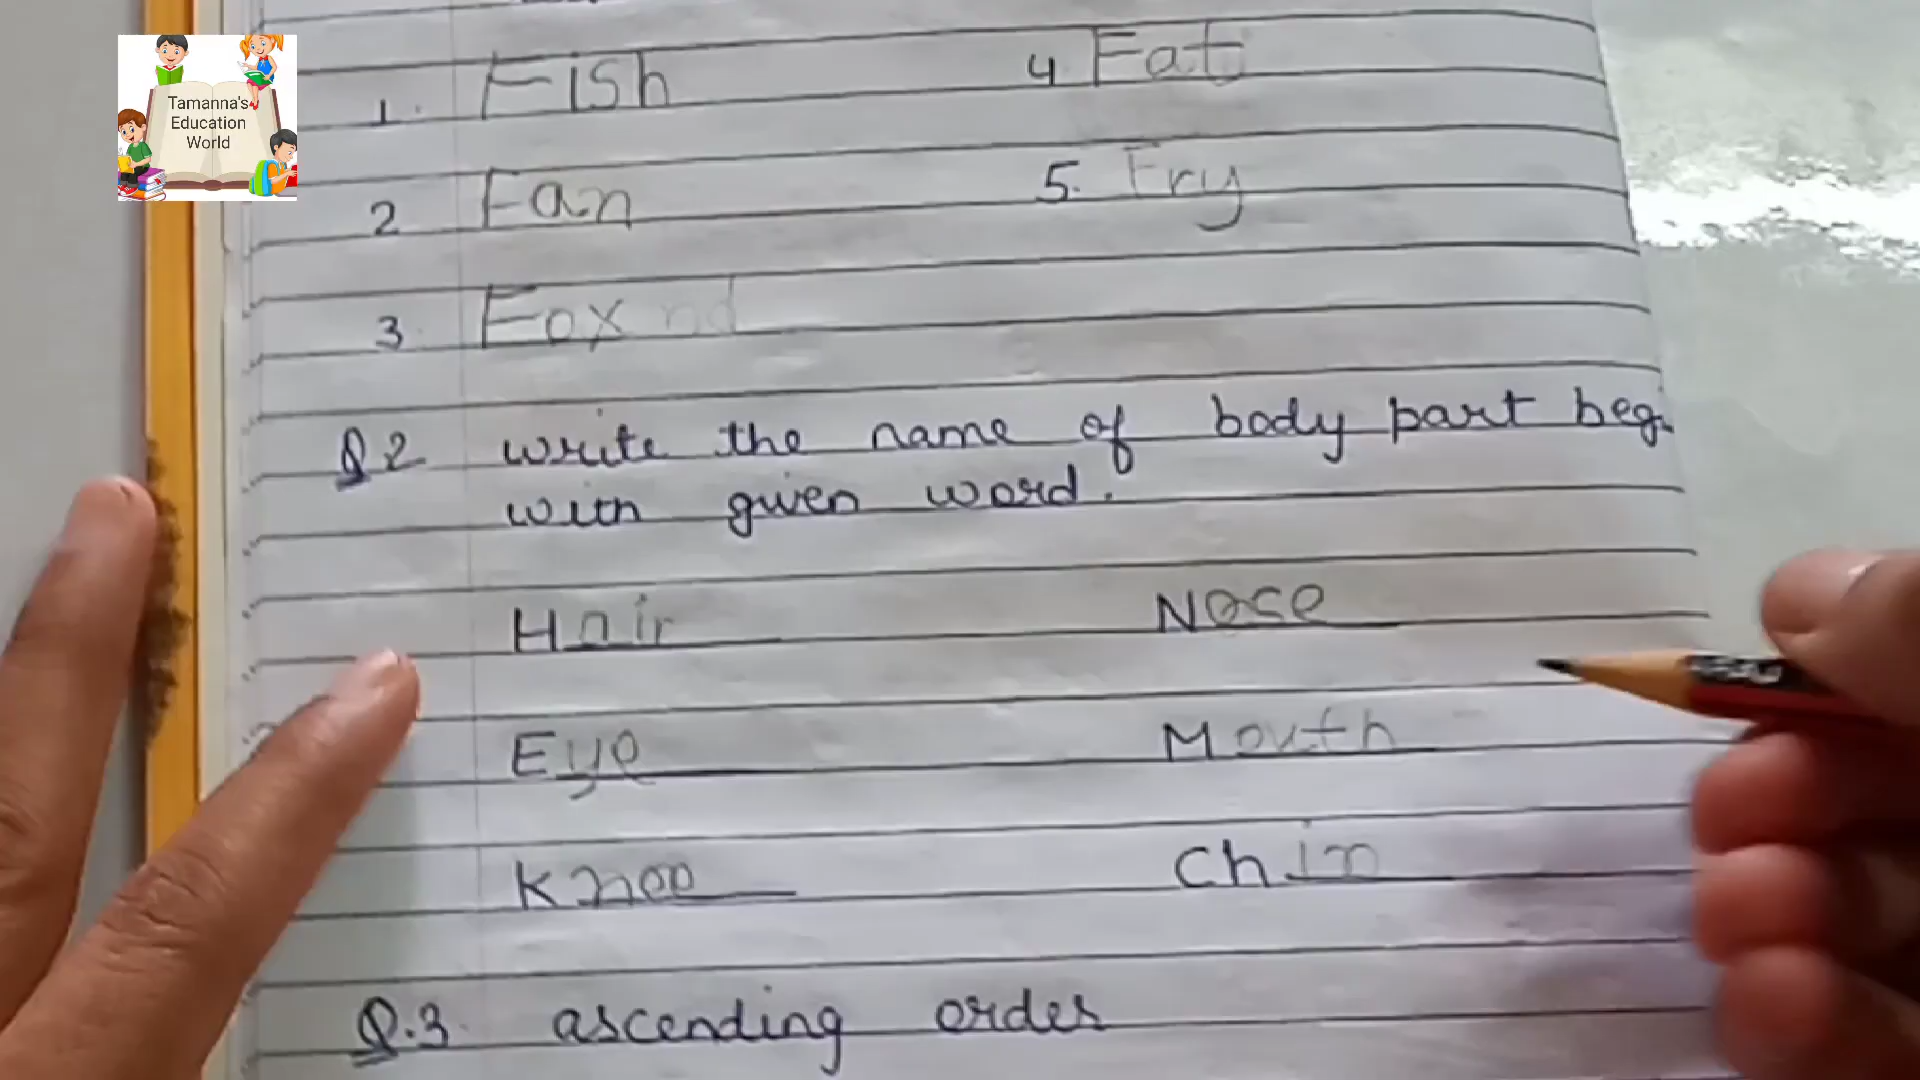 Tamanna's
Education
World
1. Fish 4 Fat
2 Fan 5. Fry
3. Fox
Q.2 write the name of body part beg
with given word.
Hair Nose
Eye Mouth
Knee Chin
Q.3. ascending order